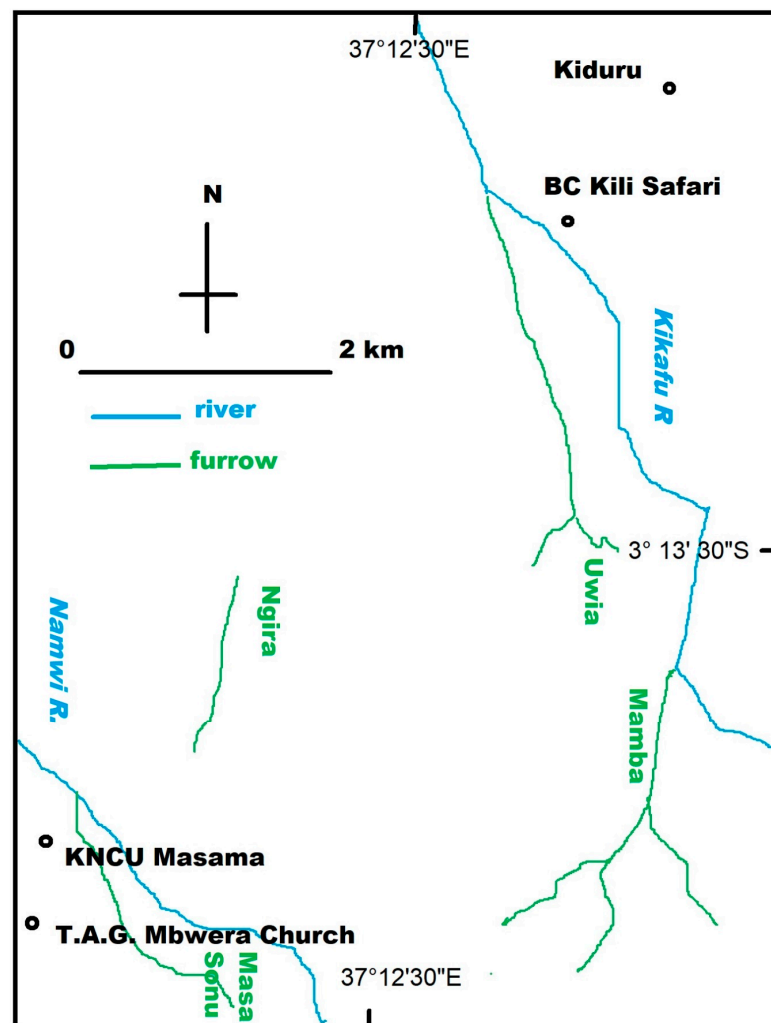 37°12'30"E
Kiduru
BC Kili Safari
N
0 2 km
Kikafu R
river
furrow
3° 13' 30"S
Uwia
Ngira
Namwi R.
Mamba
KNCU Masama
T.A.G. Mbwera Church
Masa
Sonu
37°12'30"E